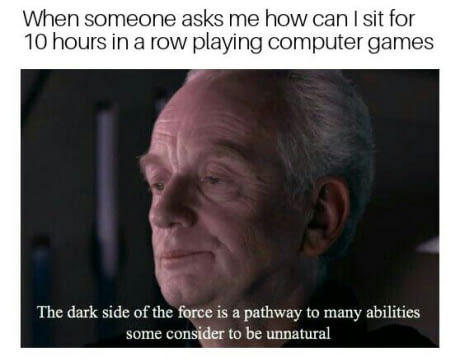 When someone asks me how can I sit for
10 hours in a row playing computer games
The dark side of the force is a pathway to many abilities
some consider to be unnatural